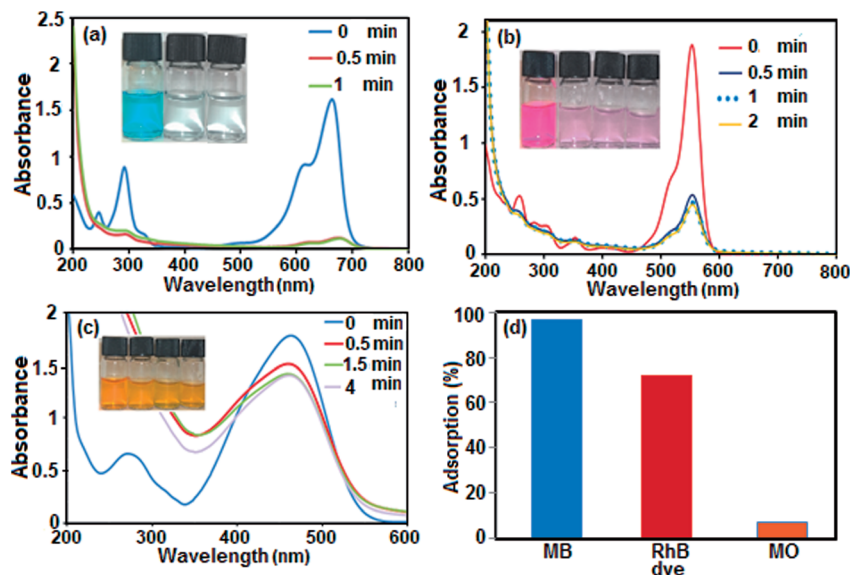 (a)
0 min
0.5 min
1 min
Absorbance
2.5
2
1.5
1
0.5
0
200 300 400 500 600 700 800
Wavelength (nm)
(b)
0 min
0.5 min
1 min
2 min
Absorbance
2
1.5
1
0.5
0
200 300 400 500 600 700 800
Wavelength (nm)
(c)
0 min
0.5 min
1.5 min
4 min
Absorbance
2
1.5
1
0.5
0
200 300 400 500 600
Wavelength (nm)
(d)
Adsorption (%)
100
80
60
40
20
0
MB RhB MO
dye